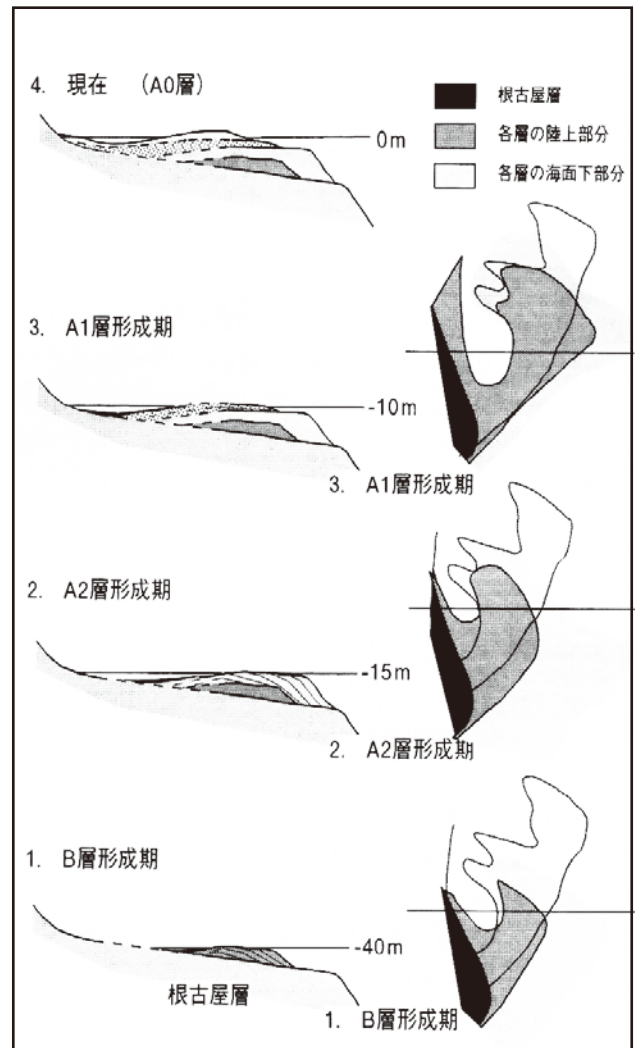 4. 現在 (A0層)
0m
根古屋層
各層の陸上部分
各層の海面下部分
3. A1層形成期
-10m
3. A1層形成期
2. A2層形成期
-15m
2. A2層形成期
1. B層形成期
-40m
根古屋層
1. B層形成期